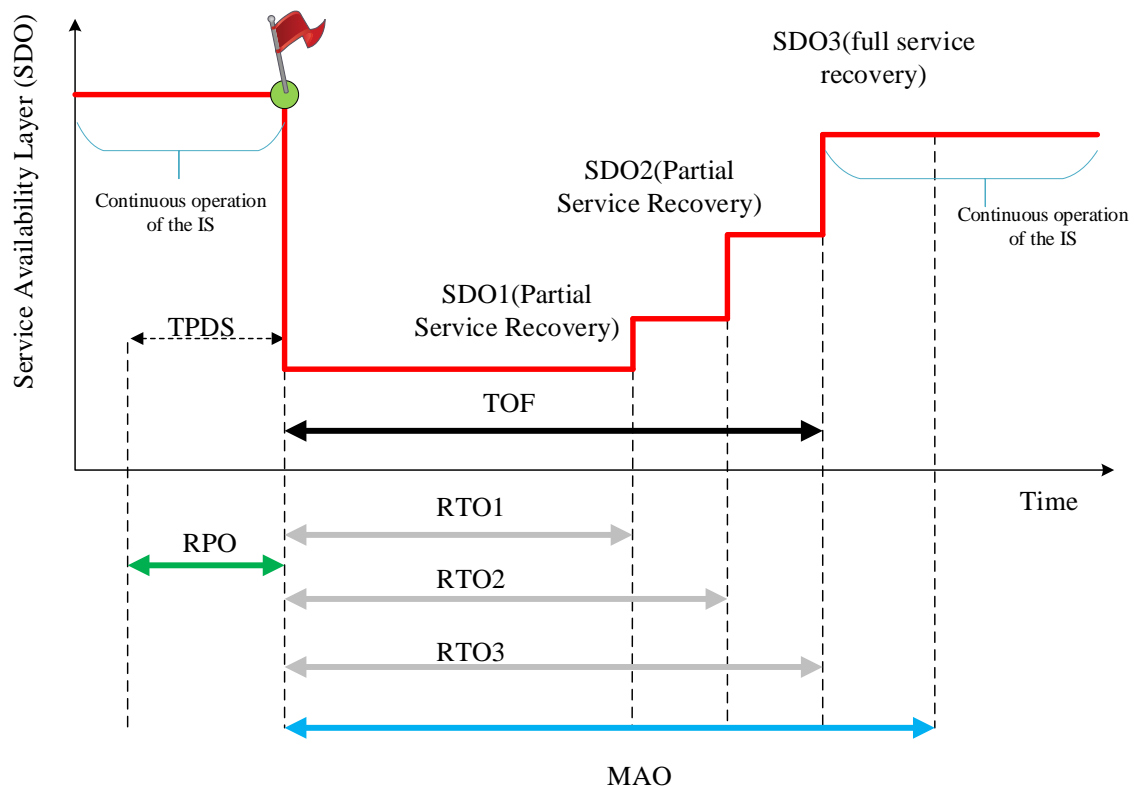 Service Availability Layer (SDO)
SDO3(full service
recovery)
SDO2(Partial
Service Recovery)
Continuous operation
of the IS
Continuous operation
of the IS
SDO1(Partial
Service Recovery)
TPDS
TOF
Time
RTO1
RPO
RTO2
RTO3
MAO